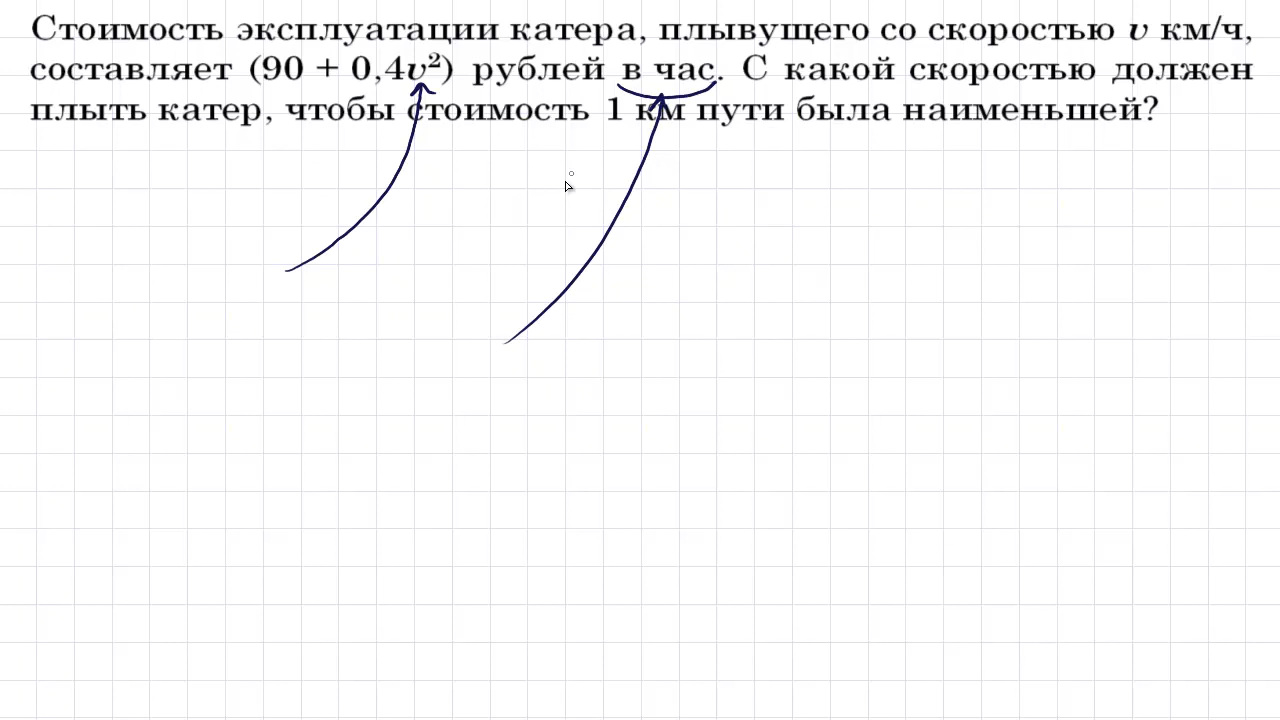 Стоимость эксплуатации катера, плывущего со скоростью v км/ч,
составляет (90 + 0,4v²) рублей в час. С какой скоростью должен
плыть катер, чтобы стоимость 1 км пути была наименьшей?